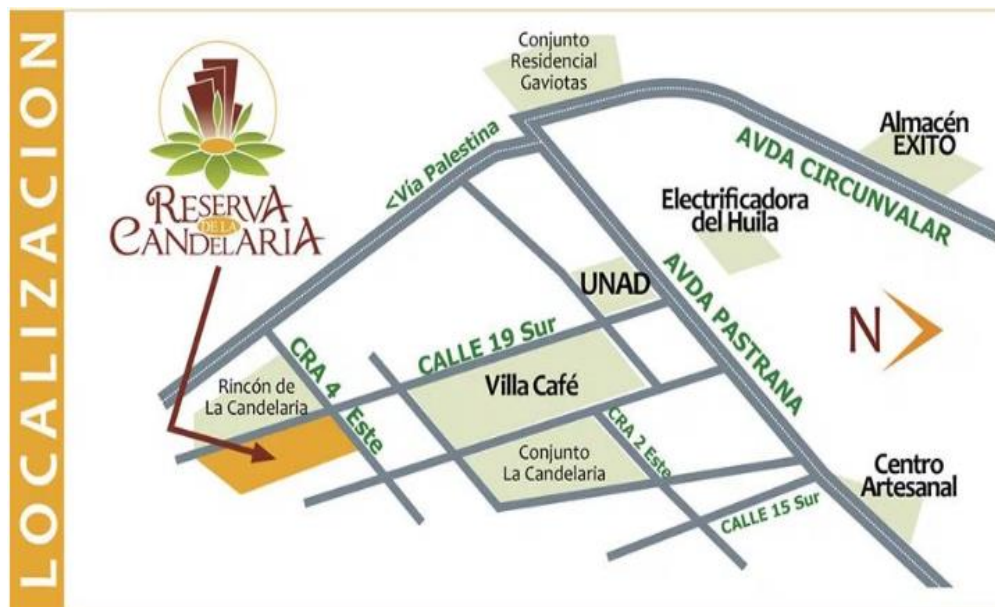 LOCALIZACION
RESERVA
DE LA
CANDELARIA
Conjunto
Residencial
Gaviotas
<Vía Palestina
AVDA CIRCUNVALAR
Almacén
EXITO
Electrificadora
del Huila
UNAD
AVDA PASTRANA
N
CALLE 19 Sur
CRA 4 Este
Rincón de
La Candelaria
Villa Café
CRA 2 Este
Conjunto
La Candelaria
Centro
Artesanal
CALLE 15 Sur